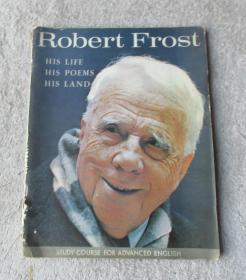 Robert Frost
HIS LIFE
HIS POEMS
HIS LAND
STUDY COURSE FOR ADVANCED ENGLISH